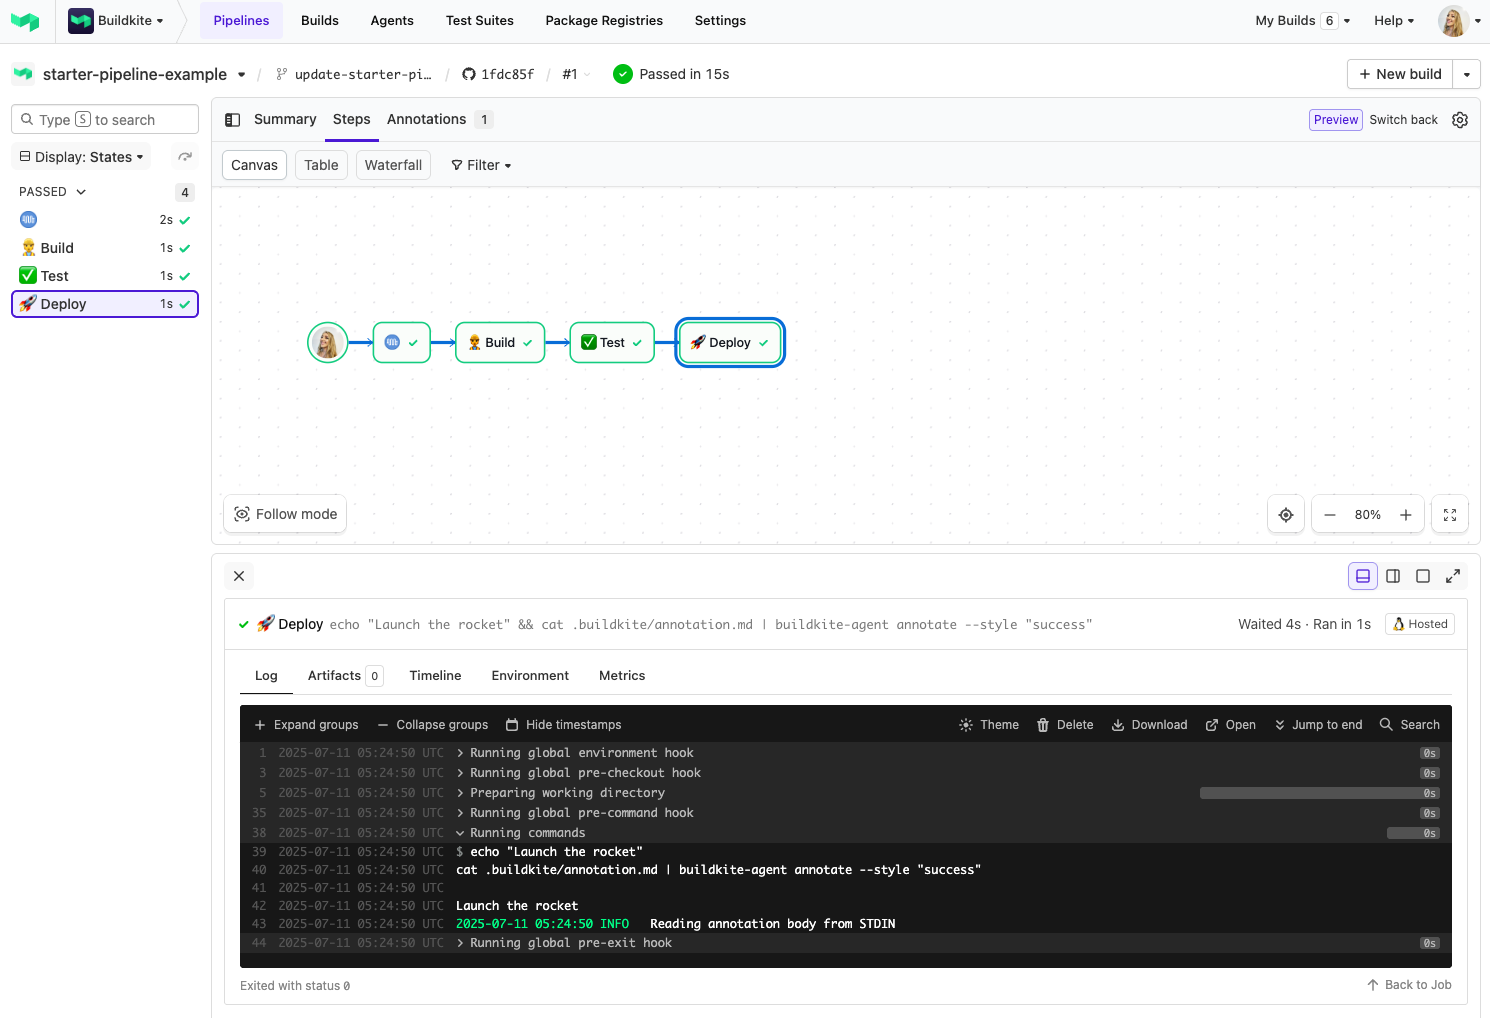 Buildkite Pipelines Builds Agents Test Suites Package Registries Settings My Builds 6 Help
starter-pipeline-example / update-starter-pi... / 1fdc85f / #1 Passed in 15s + New build
Type S to search
Display: States
PASSED 4
2s
Build 1s
Test 1s
Deploy 1s
Summary Steps Annotations 1 Preview Switch back
Canvas Table Waterfall Filter
Build Test Deploy
Follow mode 80%
Deploy echo "Launch the rocket" && cat .buildkite/annotation.md | buildkite-agent annotate --style "success" Waited 4s · Ran in 1s Hosted
Log Artifacts 0 Timeline Environment Metrics
Expand groups Collapse groups Hide timestamps Theme Delete Download Open Jump to end Search
1 2025-07-11 05:24:50 UTC Running global environment hook 0s
3 2025-07-11 05:24:50 UTC Running global pre-checkout hook 0s
5 2025-07-11 05:24:50 UTC Preparing working directory 0s
35 2025-07-11 05:24:50 UTC Running global pre-command hook 0s
38 2025-07-11 05:24:50 UTC Running commands 0s
39 2025-07-11 05:24:50 UTC $ echo "Launch the rocket"
40 2025-07-11 05:24:50 UTC cat .buildkite/annotation.md | buildkite-agent annotate --style "success"
41 2025-07-11 05:24:50 UTC
42 2025-07-11 05:24:50 UTC Launch the rocket
43 2025-07-11 05:24:50 UTC 2025-07-11 05:24:50 INFO Reading annotation body from STDIN
44 2025-07-11 05:24:50 UTC Running global pre-exit hook 0s
Exited with status 0 Back to Job